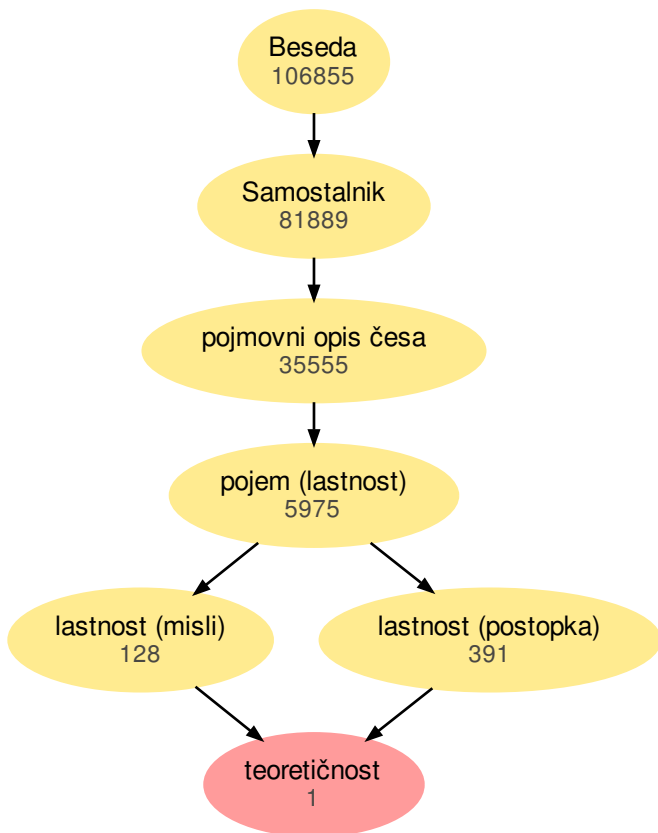 Beseda
106855
Samostalnik
81889
pojmovni opis česa
35555
pojem (lastnost)
5975
lastnost (misli)
128
lastnost (postopka)
391
teoretičnost
1